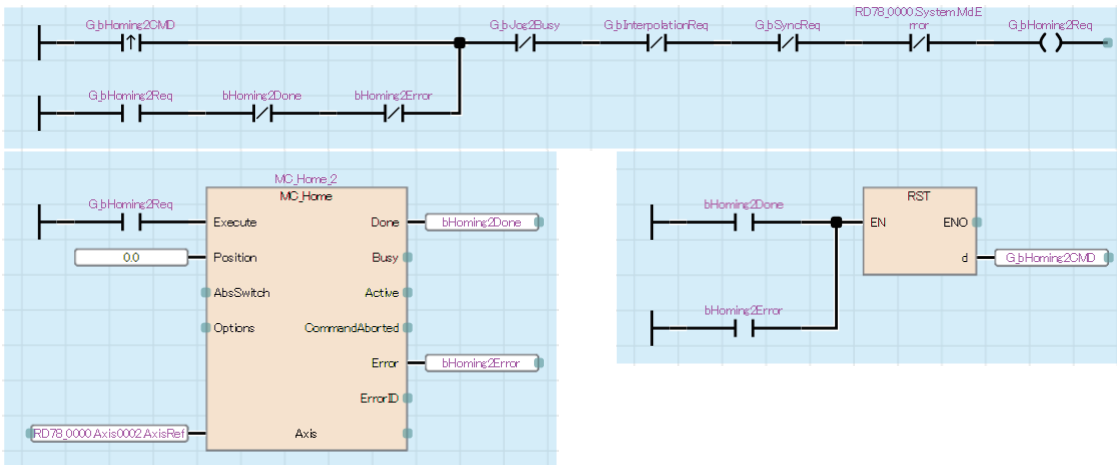 G_bHoming2CMD G_bJog2Busy G_bInterpolationReq G_bSyncReq RD78_0000.System.Md.E
rror G_bHoming2Req
G_bHoming2Req bHoming2Done bHoming2Error
MC_Home_2
MC_Home
G_bHoming2Req Execute Done bHoming2Done
0.0 Position Busy
AbsSwitch Active
Options CommandAborted
Error bHoming2Error
ErrorID
RD78_0000.Axis0002.AxisRef Axis
RST
bHoming2Done EN ENO
d G_bHoming2CMD
bHoming2Error